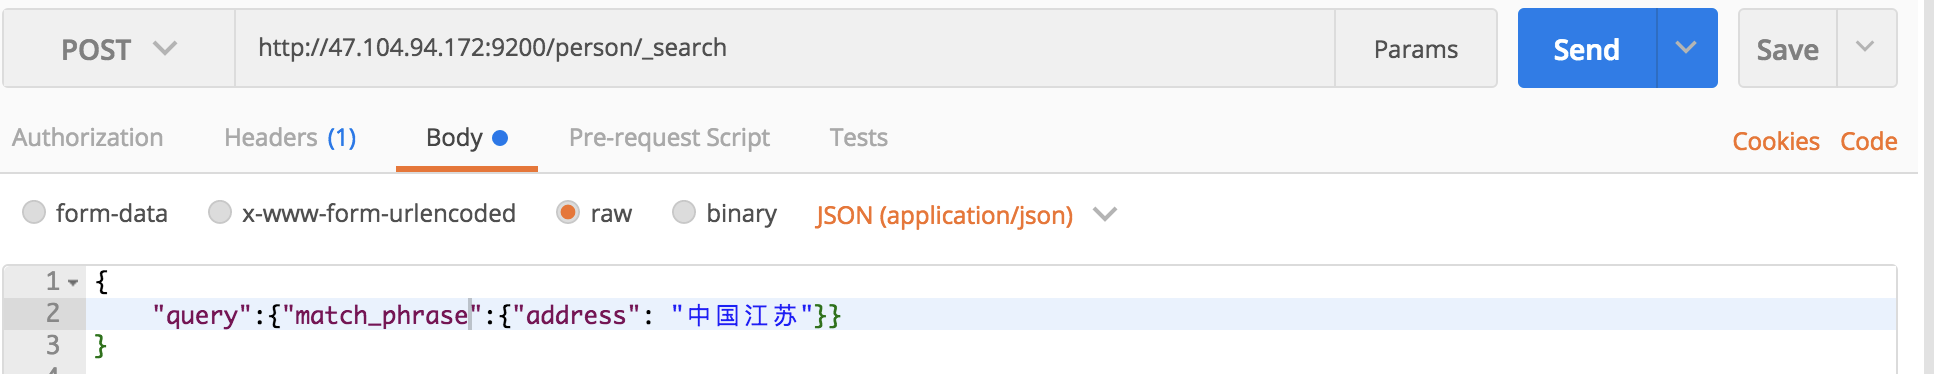 POST http://47.104.94.172:9200/person/_search Params Send Save
Authorization Headers (1) Body Pre-request Script Tests Cookies Code
form-data x-www-form-urlencoded raw binary JSON (application/json)
1 {
2 "query":{"match_phrase":{"address": "中国江苏"}}
3 }